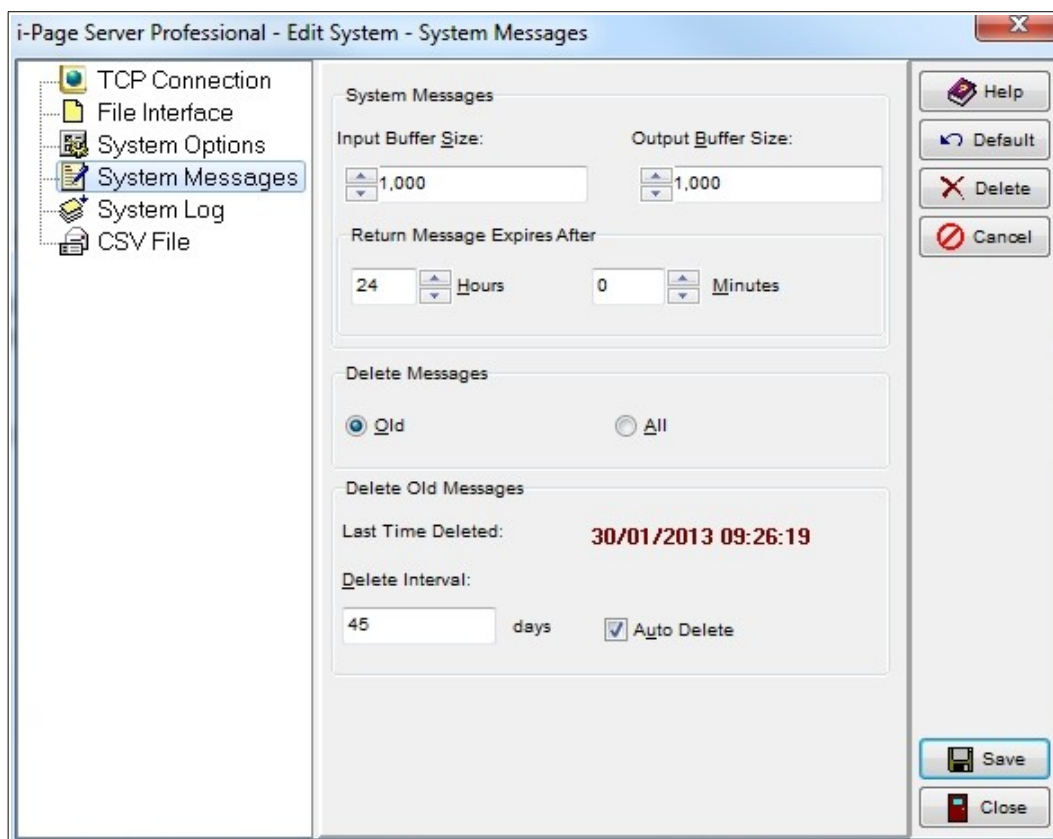 i-Page Server Professional - Edit System - System Messages
TCP Connection
File Interface
System Options
System Messages
System Log
CSV File
System Messages
Input Buffer Size:
Output Buffer Size:
1,000
1,000
Return Message Expires After
24
Hours
0
Minutes
Delete Messages
Old
All
Delete Old Messages
Last Time Deleted:
30/01/2013 09:26:19
Delete Interval:
45
days
Auto Delete
Help
Default
Delete
Cancel
Save
Close